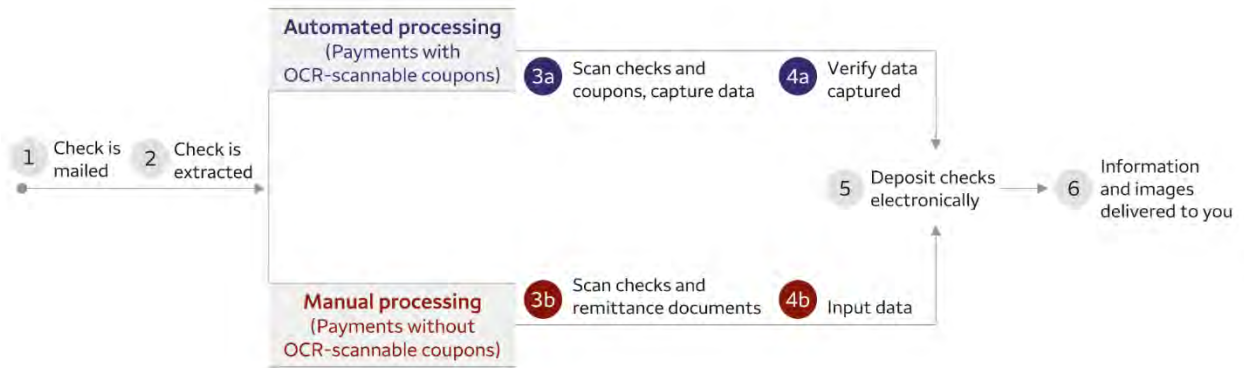 Automated processing
(Payments with
OCR-scannable coupons)
3a
Scan checks and
coupons, capture data
4a
Verify data
captured
1
Check is
mailed
2
Check is
extracted
5
Deposit checks
electronically
6
Information
and images
delivered to you
Manual processing
(Payments without
OCR-scannable coupons)
3b
Scan checks and
remittance documents
4b
Input data